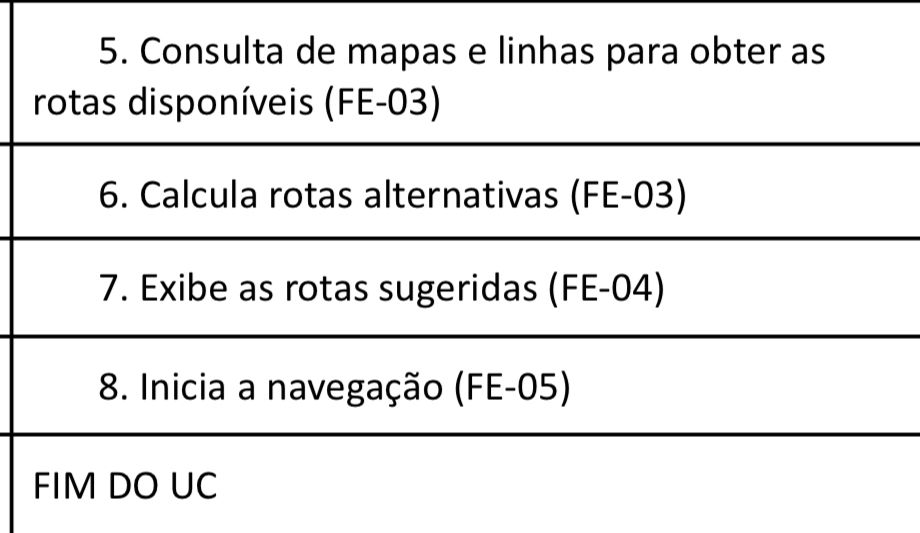 5. Consulta de mapas e linhas para obter as
rotas disponíveis (FE-03)
6. Calcula rotas alternativas (FE-03)
7. Exibe as rotas sugeridas (FE-04)
8. Inicia a navegação (FE-05)
FIM DO UC